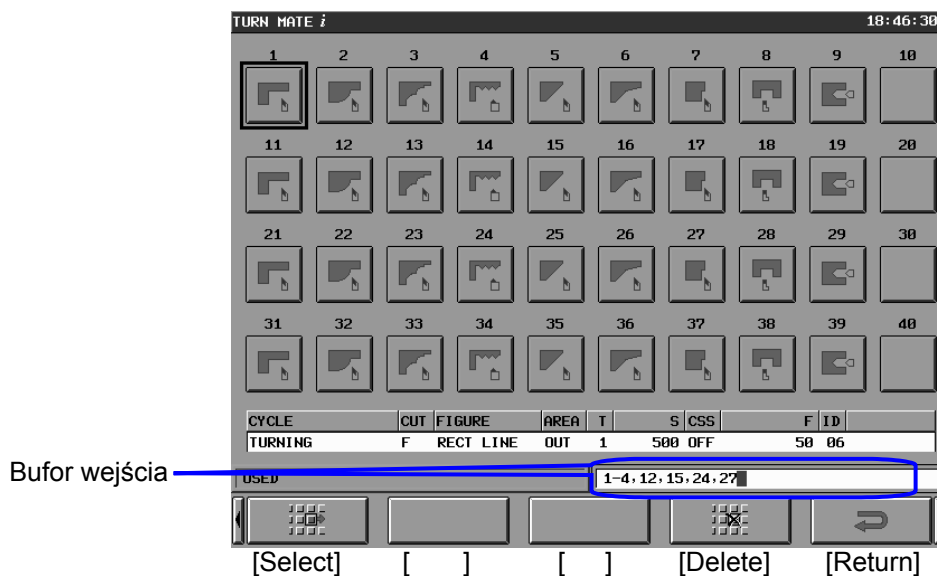 TURN MATE i 18:46:30
1 2 3 4 5 6 7 8 9 10
11 12 13 14 15 16 17 18 19 20
21 22 23 24 25 26 27 28 29 30
31 32 33 34 35 36 37 38 39 40
CYCLE CUT FIGURE AREA T S CSS F ID
TURNING F RECT LINE OUT 1 500 OFF 50 06
Bufor wejścia
USED 1-4,12,15,24,27
[Select] [ ] [ ] [Delete] [Return]